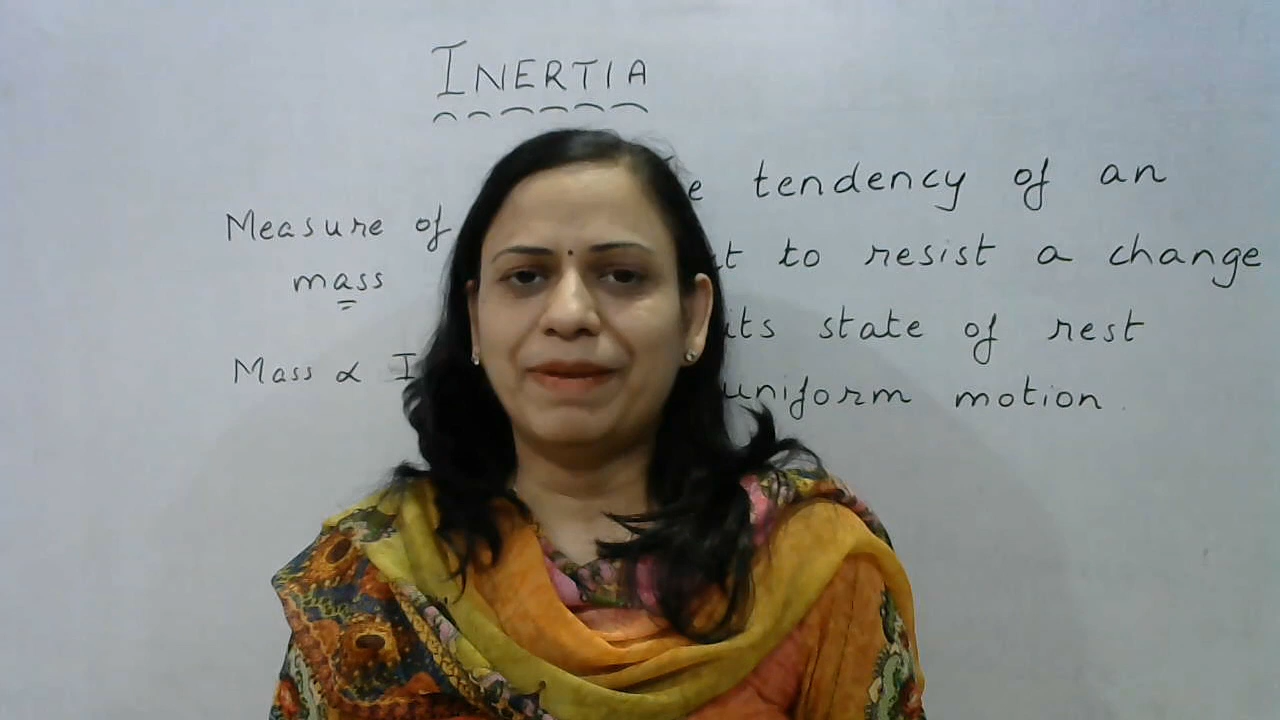 INERTIA
tendency of an
Measure of
to resist a change
mass
its state of rest
Mass ∝
uniform motion.